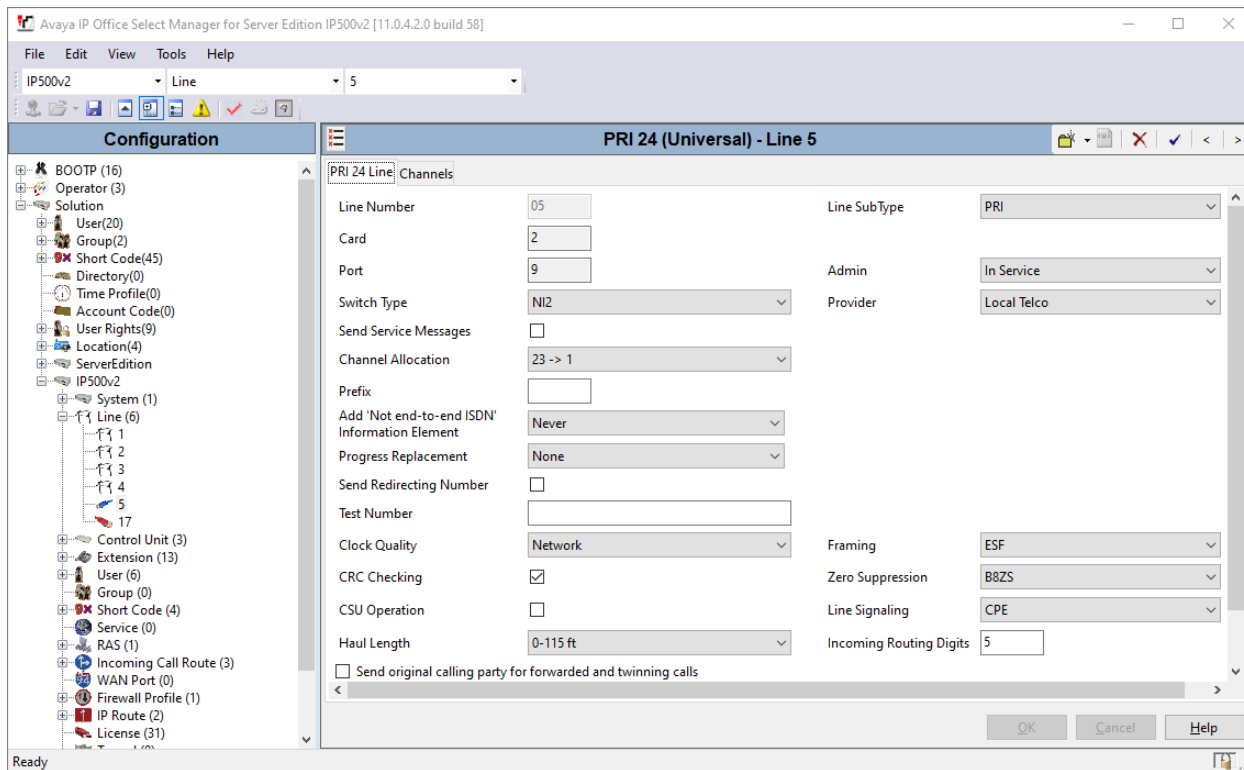 Avaya IP Office Select Manager for Server Edition IP500v2 [11.0.4.2.0 build 58]
File Edit View Tools Help
IP500v2 Line 5
Configuration
BOOTP (16)
Operator (3)
Solution
User(20)
Group(2)
Short Code(45)
Directory(0)
Time Profile(0)
Account Code(0)
User Rights(9)
Location(4)
ServerEdition
IP500v2
System (1)
Line (6)
1
2
3
4
5
17
Control Unit (3)
Extension (13)
User (6)
Group (0)
Short Code (4)
Service (0)
RAS (1)
Incoming Call Route (3)
WAN Port (0)
Firewall Profile (1)
IP Route (2)
License (31)
PRI 24 (Universal) - Line 5
PRI 24 Line Channels
Line Number 05 Line SubType PRI
Card 2
Port 9 Admin In Service
Switch Type NI2 Provider Local Telco
Send Service Messages
Channel Allocation 23 -> 1
Prefix
Add 'Not end-to-end ISDN'
Information Element Never
Progress Replacement None
Send Redirecting Number
Test Number
Clock Quality Network Framing ESF
CRC Checking Zero Suppression B8ZS
CSU Operation Line Signaling CPE
Haul Length 0-115 ft Incoming Routing Digits 5
Send original calling party for forwarded and twinning calls
OK Cancel Help
Ready